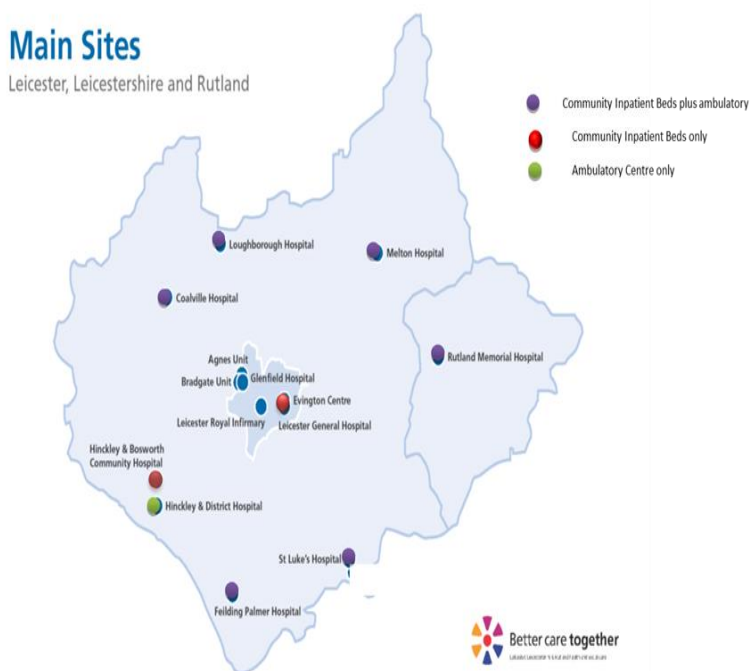 Main Sites
Leicester, Leicestershire and Rutland
Community Inpatient Beds plus ambulatory
Community Inpatient Beds only
Ambulatory Centre only
Loughborough Hospital
Melton Hospital
Coalville Hospital
Rutland Memorial Hospital
Agnes Unit
Bradgate Unit
Glenfield Hospital
Evington Centre
Leicester Royal Infirmary
Leicester General Hospital
Hinckley & Bosworth
Community Hospital
Hinckley & District Hospital
St Luke's Hospital
Feilding Palmer Hospital
Better care together